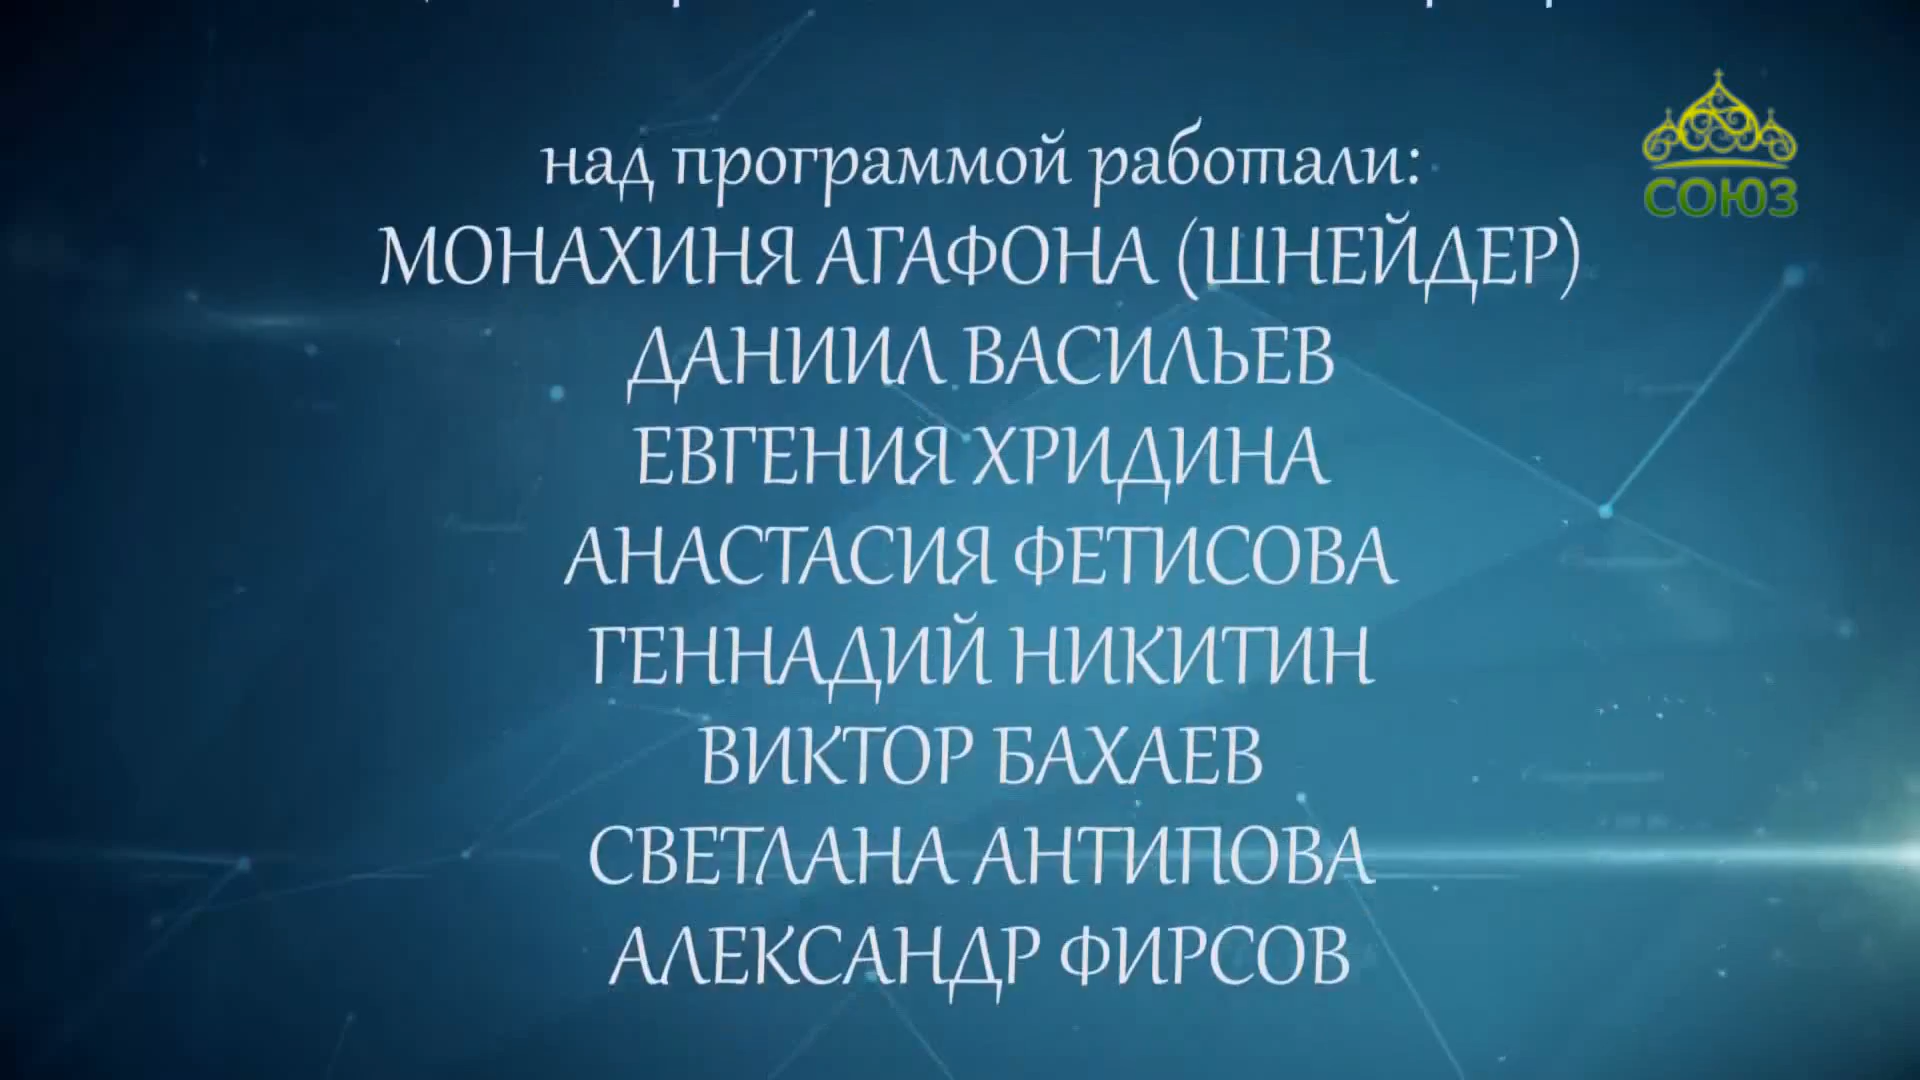 над программой работали:
СОЮЗ
МОНАХИНЯ АГАФОНА (ШНЕЙДЕР)
ДАНИИЛ ВАСИЛЬЕВ
ЕВГЕНИЯ ХРИДИНА
АНАСТАСИЯ ФЕТИСОВА
ГЕННАДИЙ НИКИТИН
ВИКТОР БАХАЕВ
СВЕТЛАНА АНТИПОВА
АЛЕКСАНДР ФИРСОВ